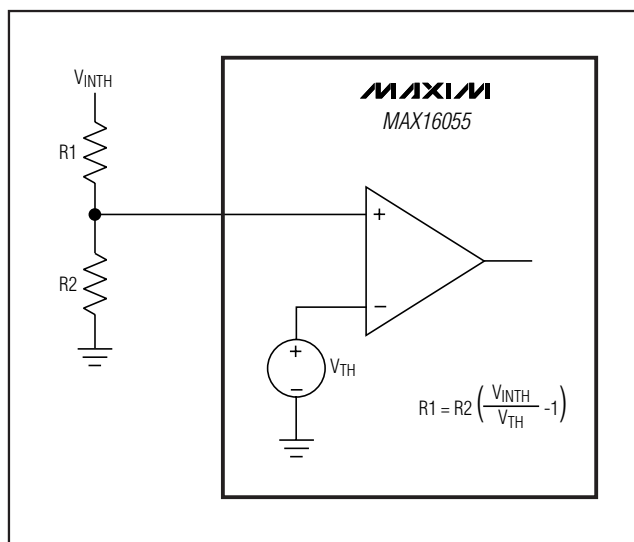 VINTH
MAXIM
MAX16055
R1
+
R2
−
+
VTH
−
R1 = R2 ( VINTH / VTH -1 )